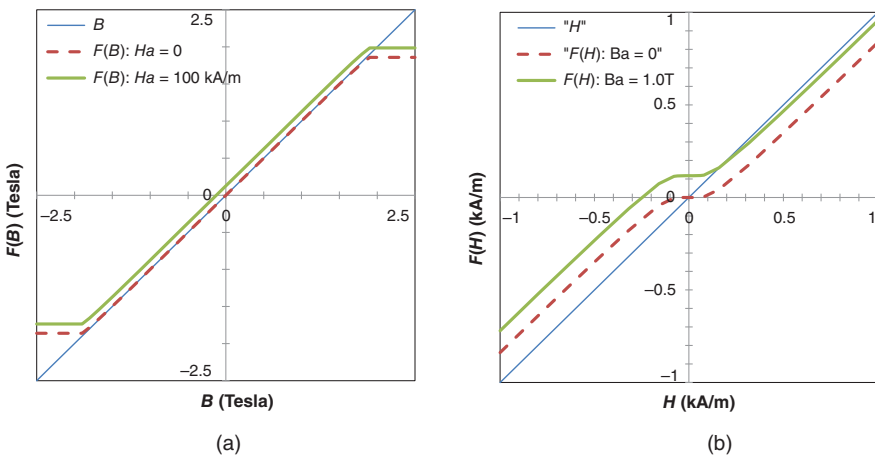 2.5
B
F(B): Ha = 0
F(B): Ha = 100 kA/m
0
−2.5
0
2.5
−2.5
F(B) (Tesla)
B (Tesla)
(a)
1
"H"
"F(H): Ba = 0"
F(H): Ba = 1.0T
0.5
0
−1
−0.5
0
0.5
1
−0.5
−1
F(H) (kA/m)
H (kA/m)
(b)